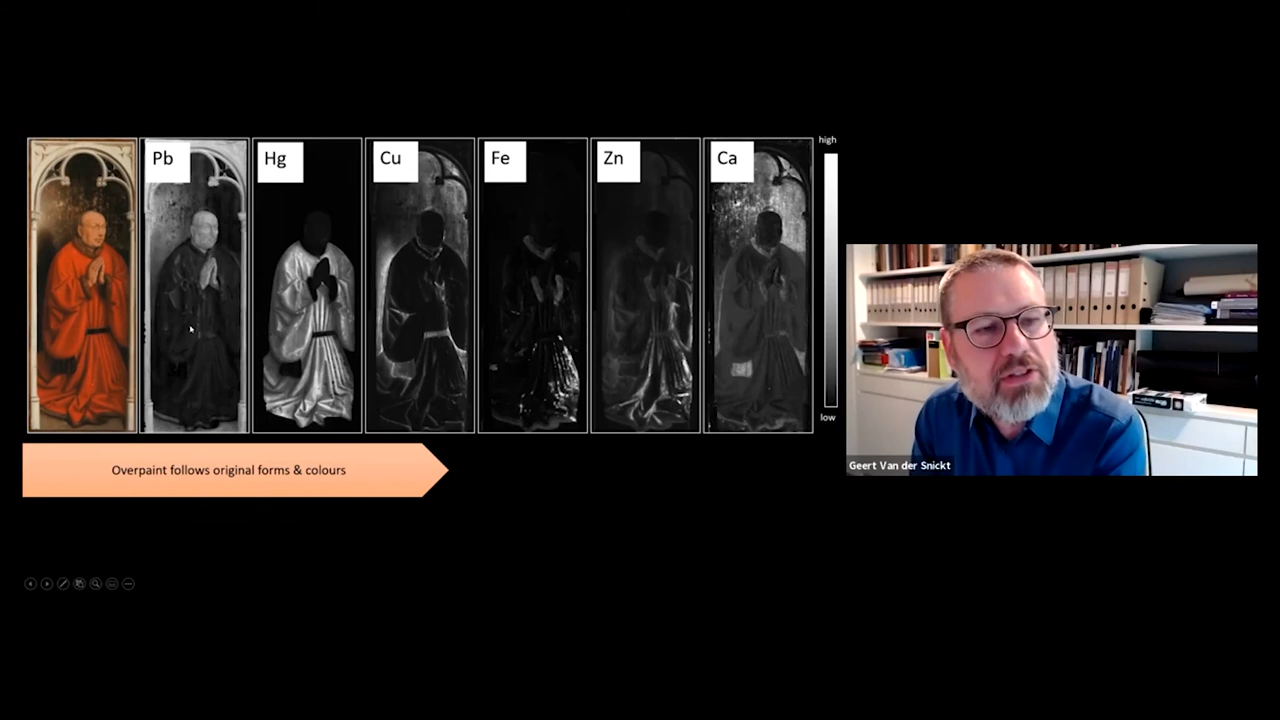 Pb
Hg
Cu
Fe
Zn
Ca
high
low
Overpaint follows original forms & colours
Geert Van der Snickt